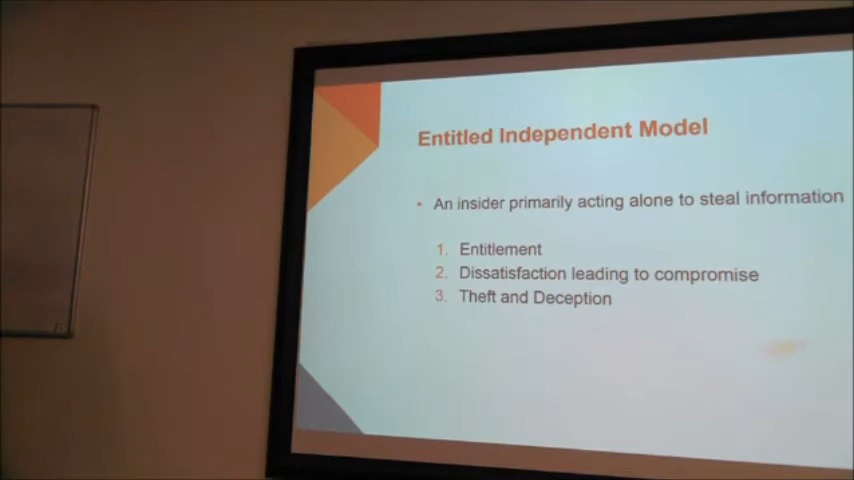 Entitled Independent Model
• An insider primarily acting alone to steal information
1. Entitlement
2. Dissatisfaction leading to compromise
3. Theft and Deception